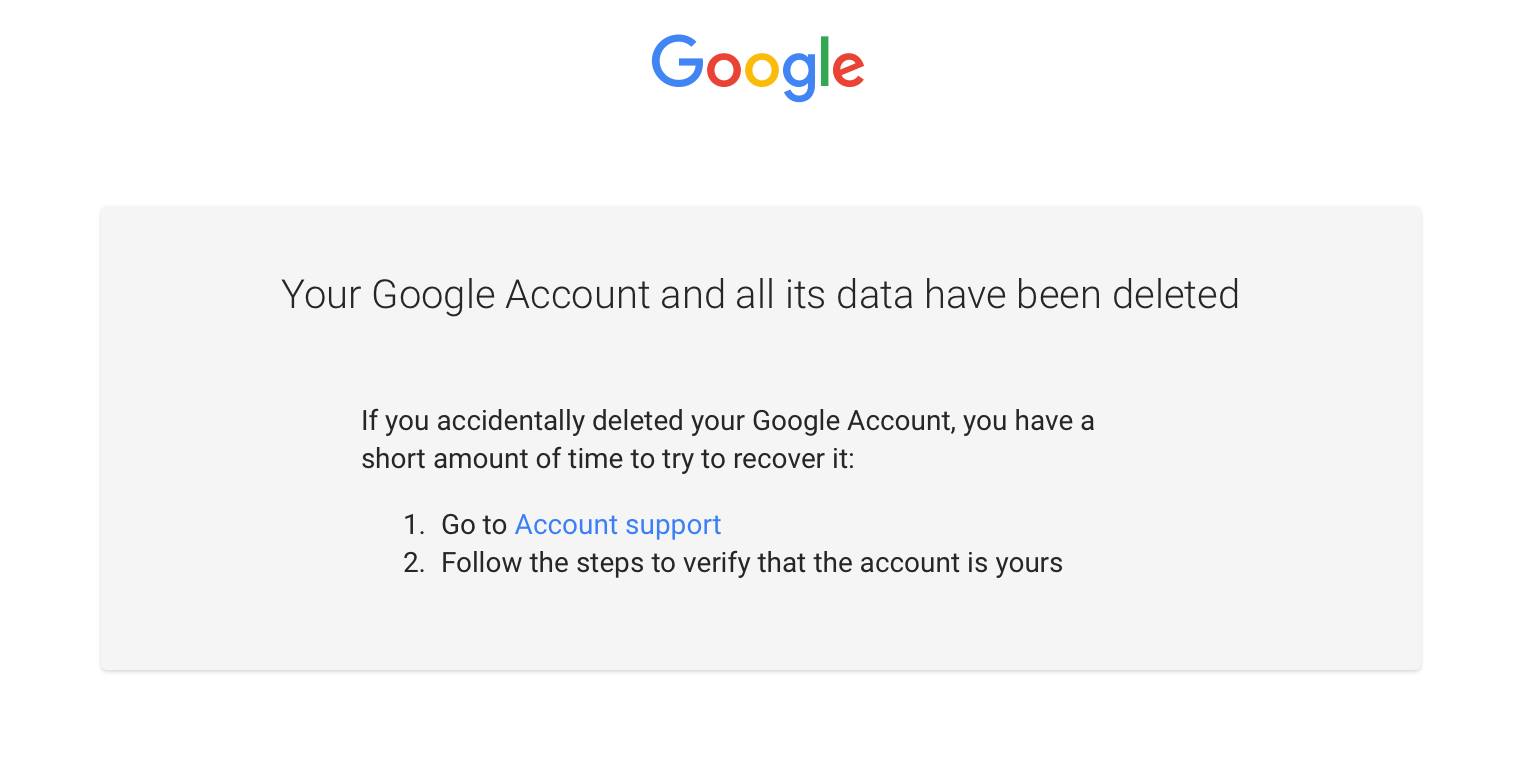 Google
Your Google Account and all its data have been deleted
If you accidentally deleted your Google Account, you have a
short amount of time to try to recover it:
1. Go to Account support
2. Follow the steps to verify that the account is yours